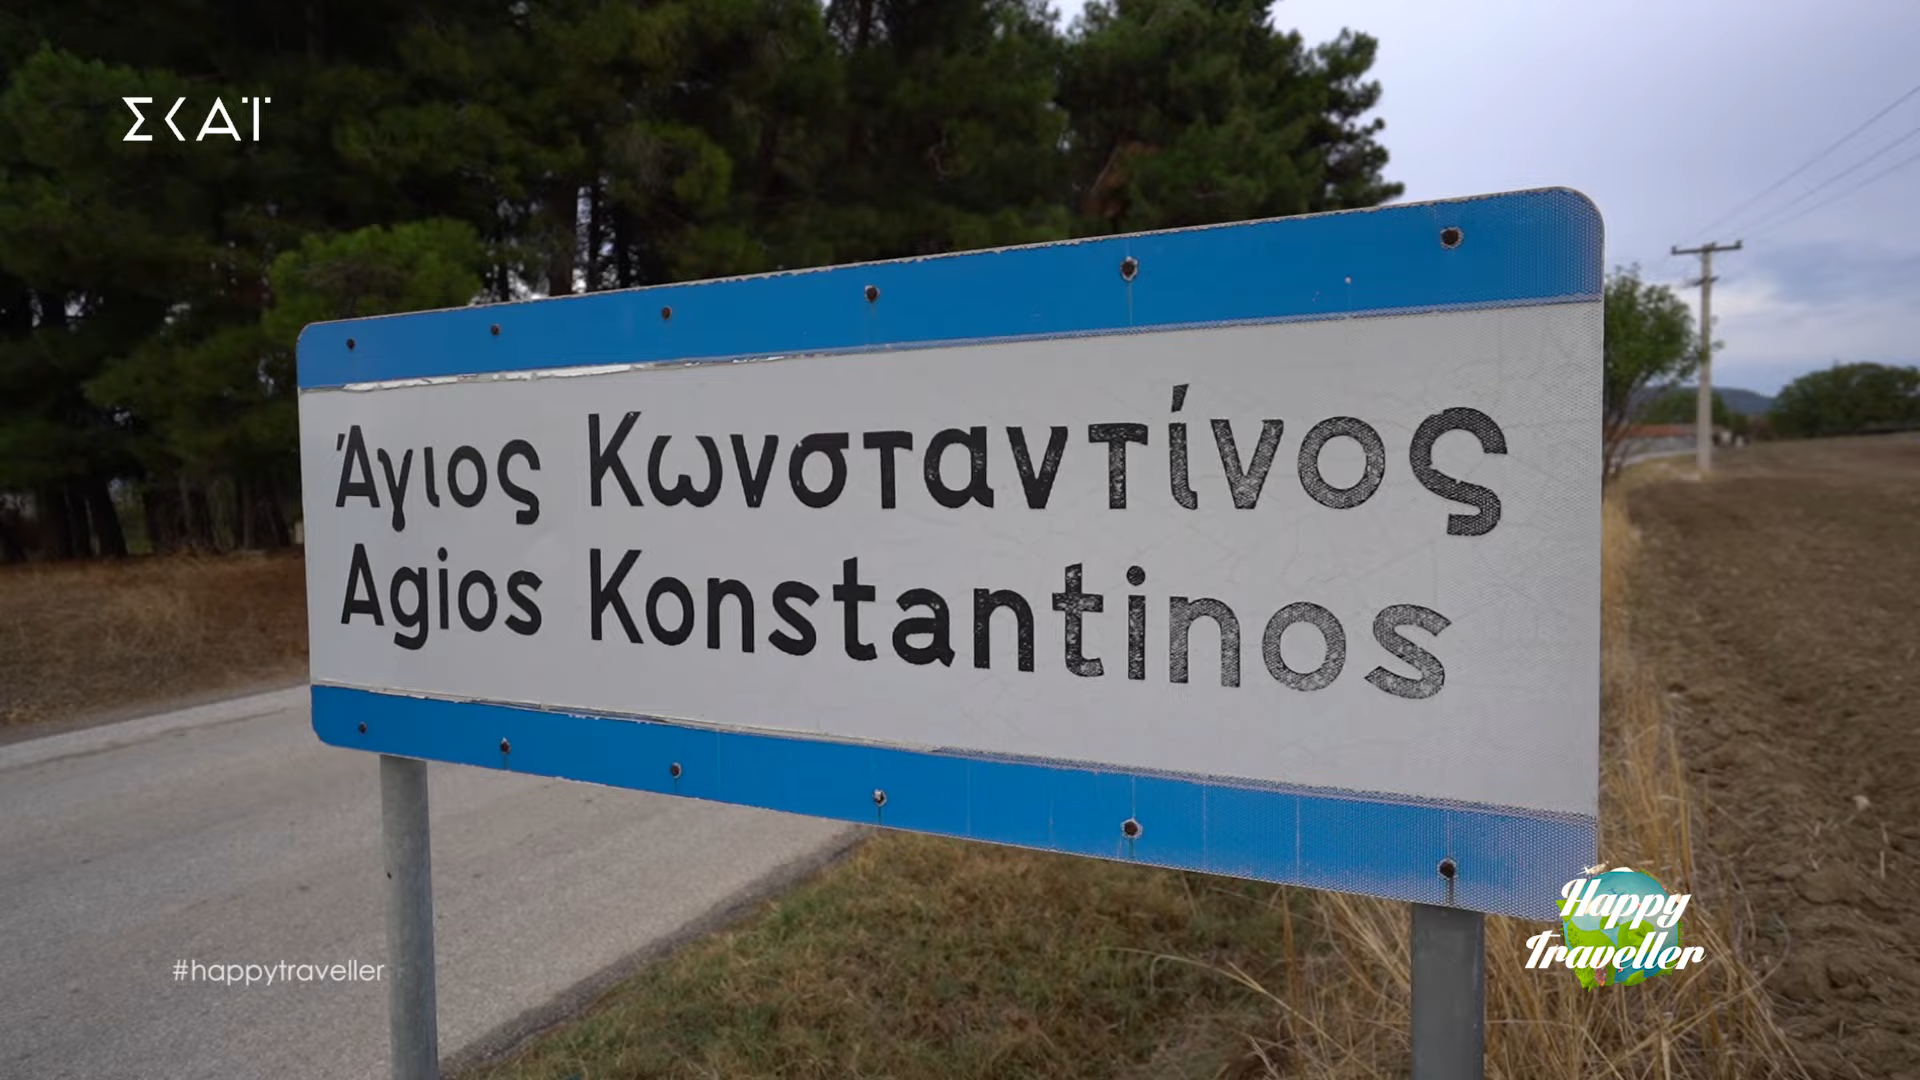 ΣΚΑΪ
Άγιος Κωνσταντίνος
Agios Konstantinos
Happy
Traveller
#happytraveller